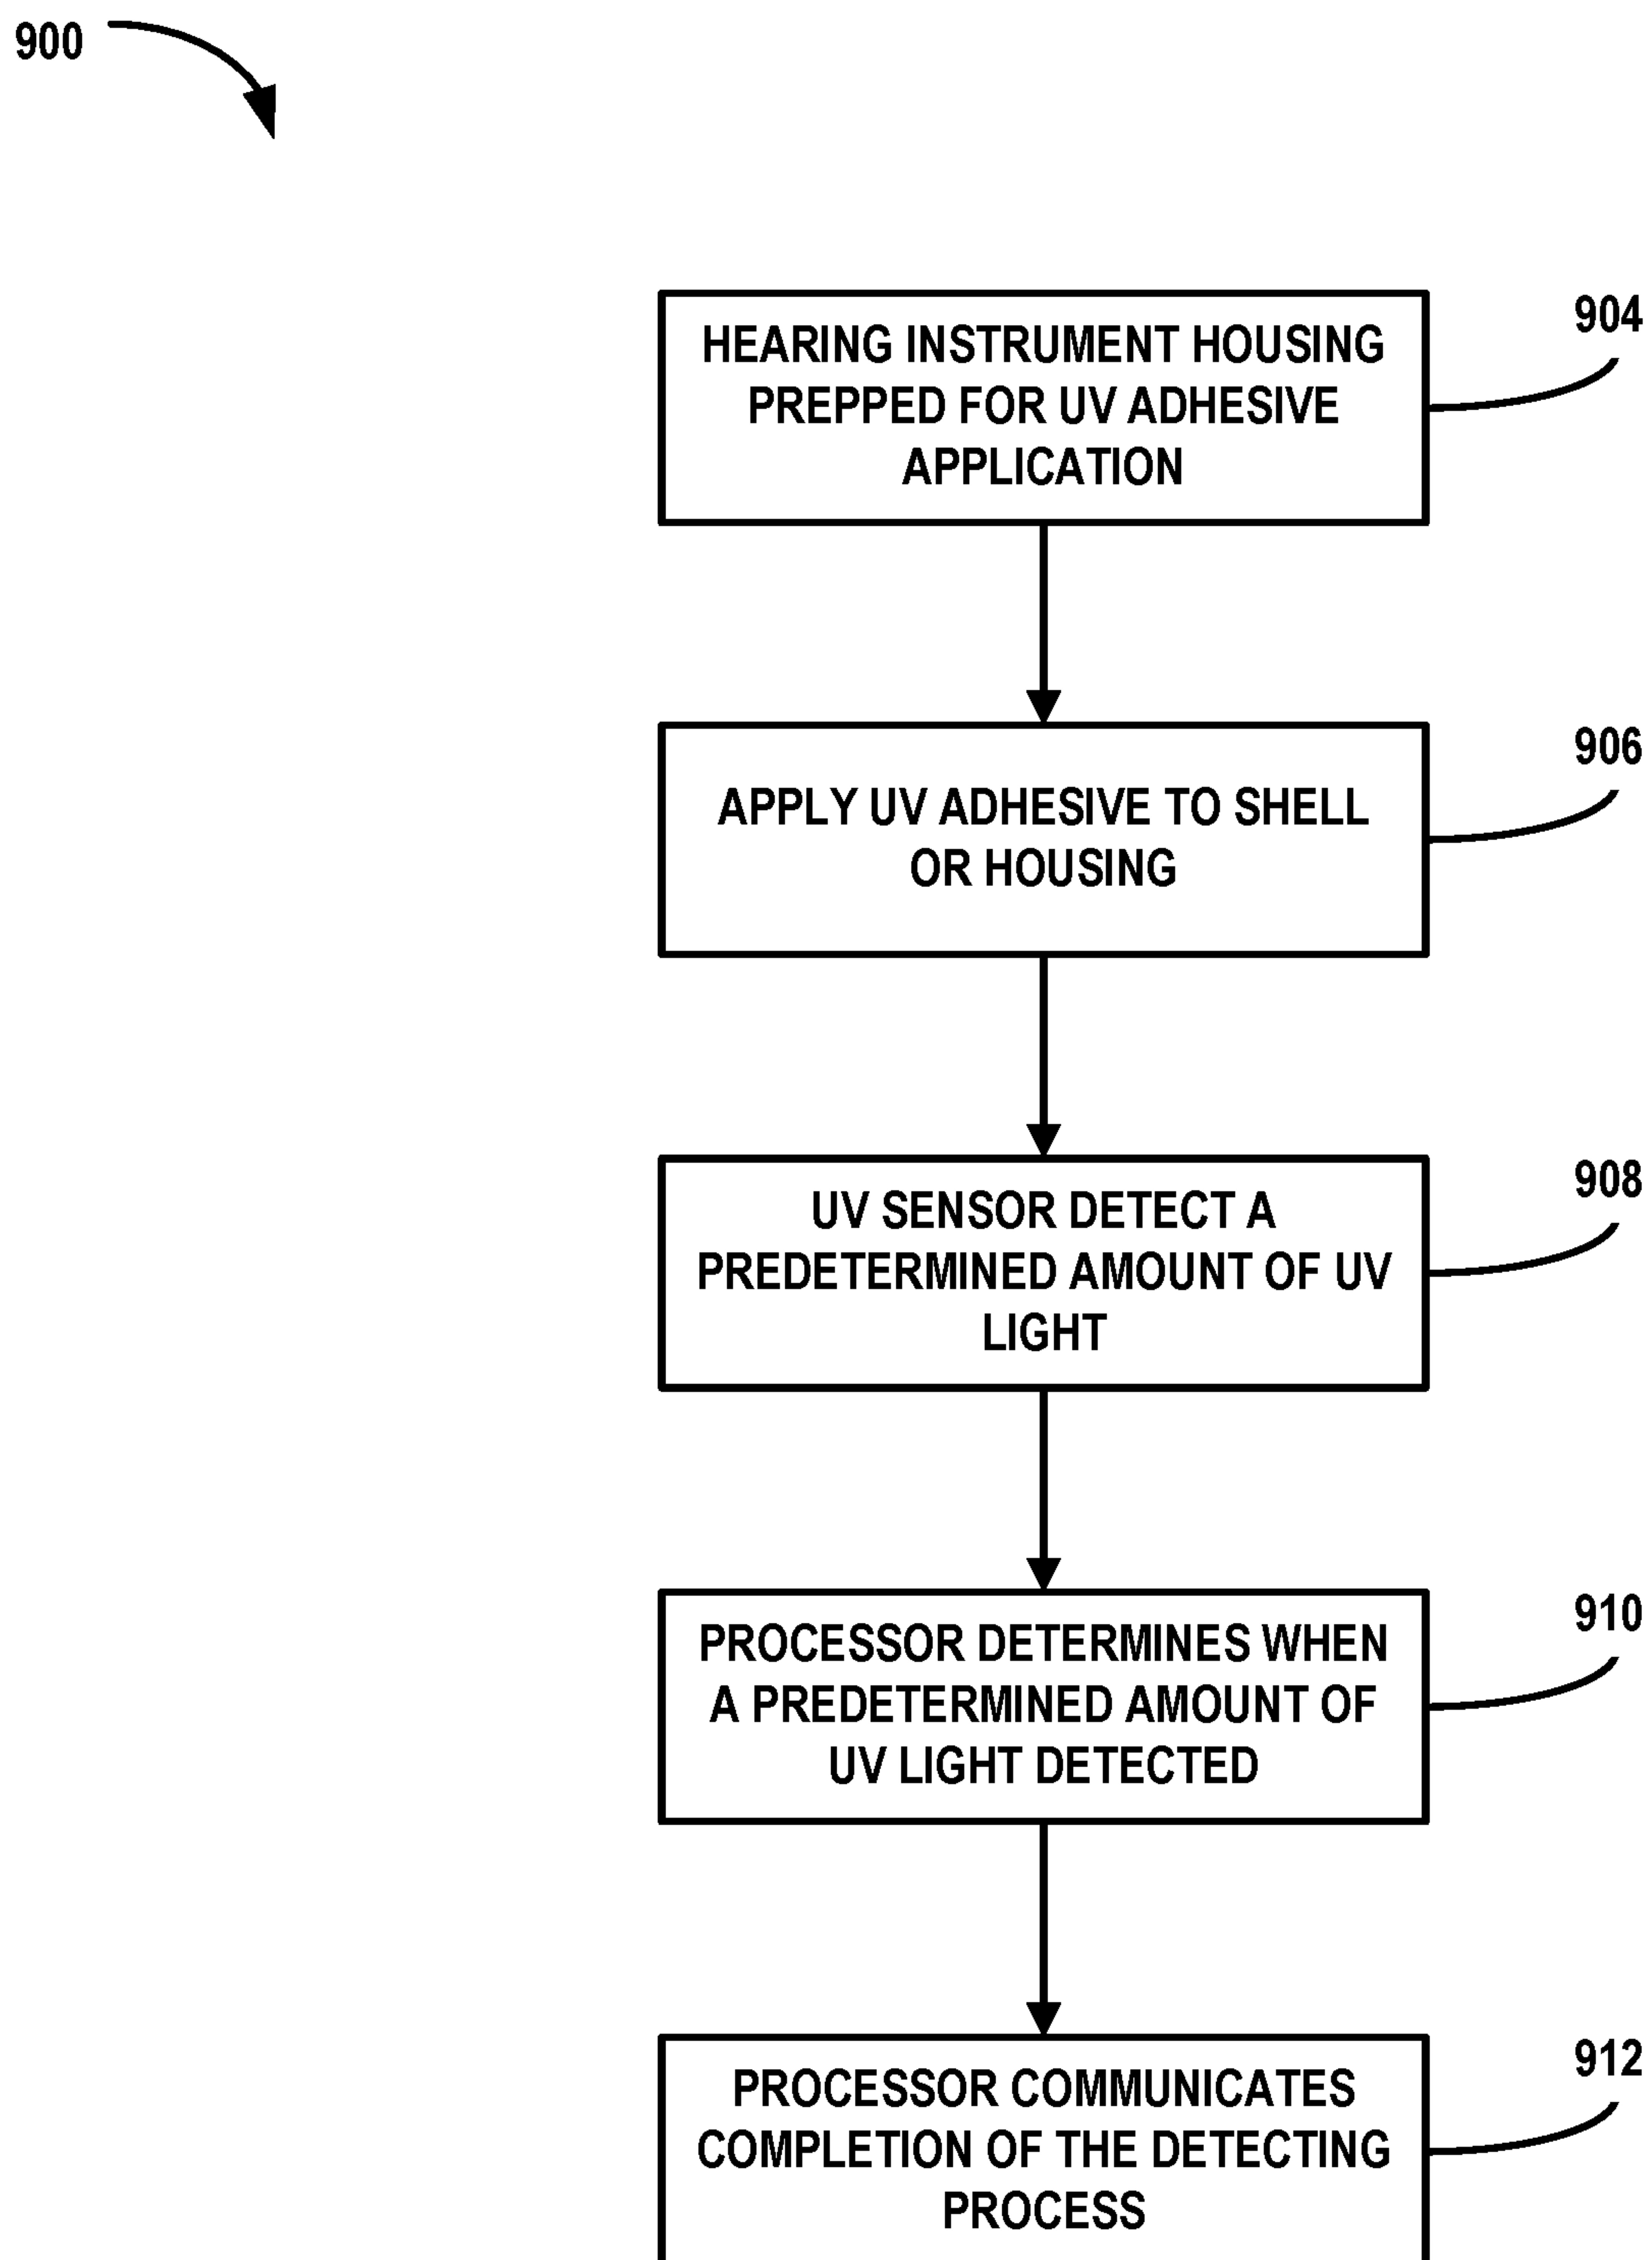 900
904
HEARING INSTRUMENT HOUSING
PREPPED FOR UV ADHESIVE
APPLICATION
906
APPLY UV ADHESIVE TO SHELL
OR HOUSING
908
UV SENSOR DETECT A
PREDETERMINED AMOUNT OF UV
LIGHT
910
PROCESSOR DETERMINES WHEN
A PREDETERMINED AMOUNT OF
UV LIGHT DETECTED
912
PROCESSOR COMMUNICATES
COMPLETION OF THE DETECTING
PROCESS